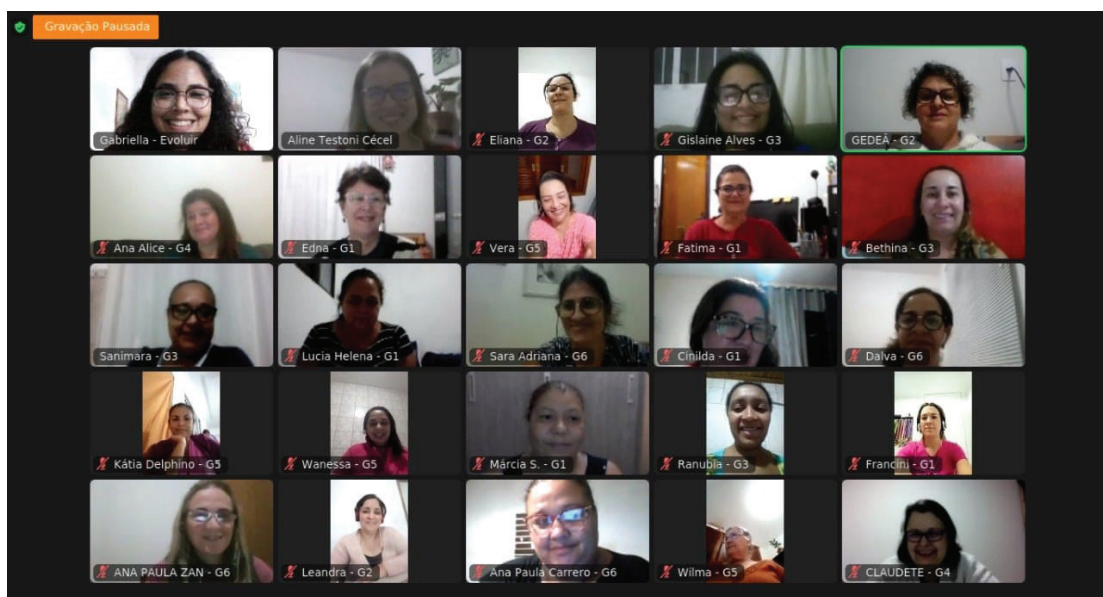 Gravação Pausada
Gabriella - Evoluir
Aline Testoni Cécel
Eliana - G2
Gislaine Alves - G3
GEDEÃ - G2
Ana Alice - G4
Edna - G1
Vera - G5
Fatima - G1
Bethina - G3
Sanimara - G3
Lucia Helena - G1
Sara Adriana - G6
Cinilda - G1
Dalva - G6
Kátia Delphino - G5
Wanessa - G5
Márcia S. - G1
Ranubia - G3
Francini - G1
ANA PAULA ZAN - G6
Leandra - G2
Ana Paula Carrero - G6
Wilma - G5
CLAUDETE - G4